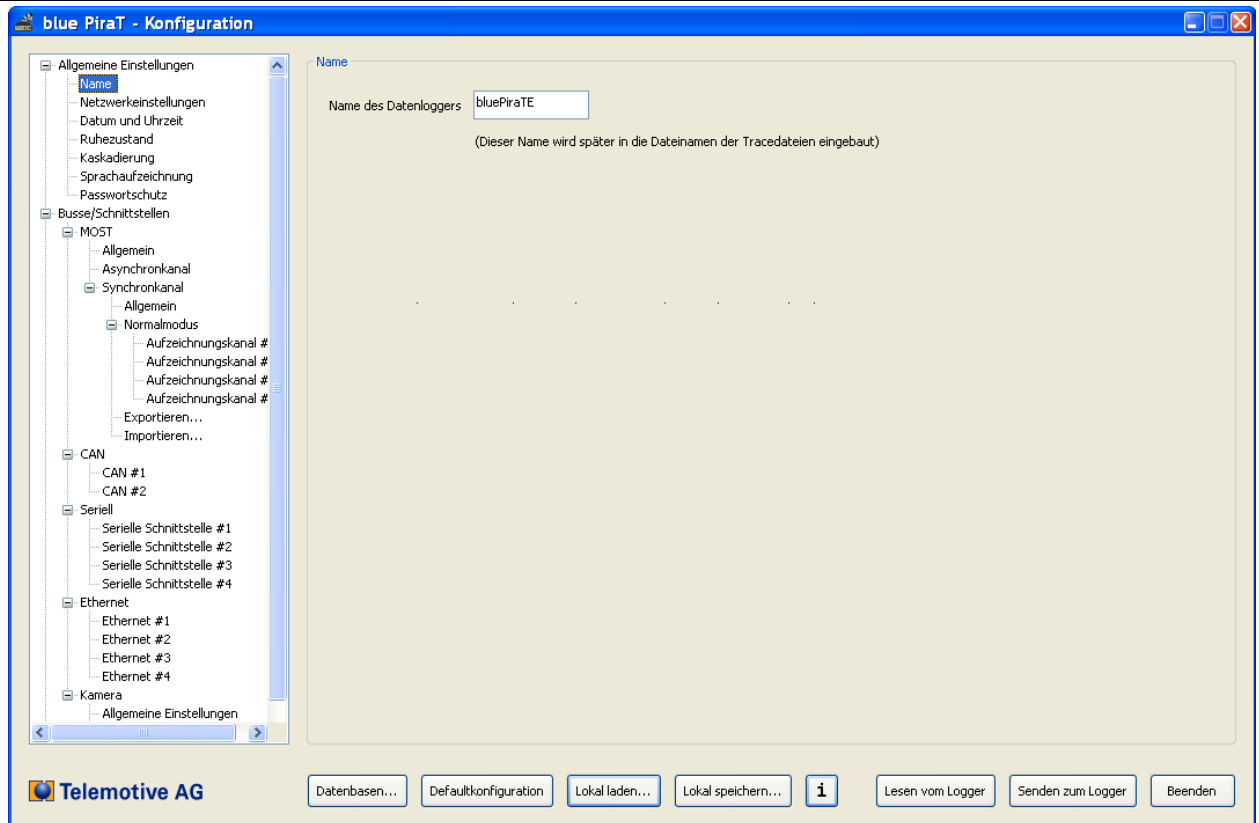 blue PiraT - Konfiguration
Allgemeine Einstellungen
Name
Netzwerkeinstellungen
Datum und Uhrzeit
Ruhezustand
Kaskadierung
Sprachaufzeichnung
Passwortschutz
Busse/Schnittstellen
MOST
Allgemein
Asynchronkanal
Synchronkanal
Allgemein
Normalmodus
Aufzeichnungskanal #
Aufzeichnungskanal #
Aufzeichnungskanal #
Aufzeichnungskanal #
Exportieren...
Importieren...
CAN
CAN #1
CAN #2
Seriell
Serielle Schnittstelle #1
Serielle Schnittstelle #2
Serielle Schnittstelle #3
Serielle Schnittstelle #4
Ethernet
Ethernet #1
Ethernet #2
Ethernet #3
Ethernet #4
Kamera
Allgemeine Einstellungen
Name
Name des Datenloggers bluePiraTE
(Dieser Name wird später in die Dateinamen der Tracedateien eingebaut)
Telemotive AG
Datenbasen... Defaultkonfiguration Lokal laden... Lokal speichern... i Lesen vom Logger Senden zum Logger Beenden